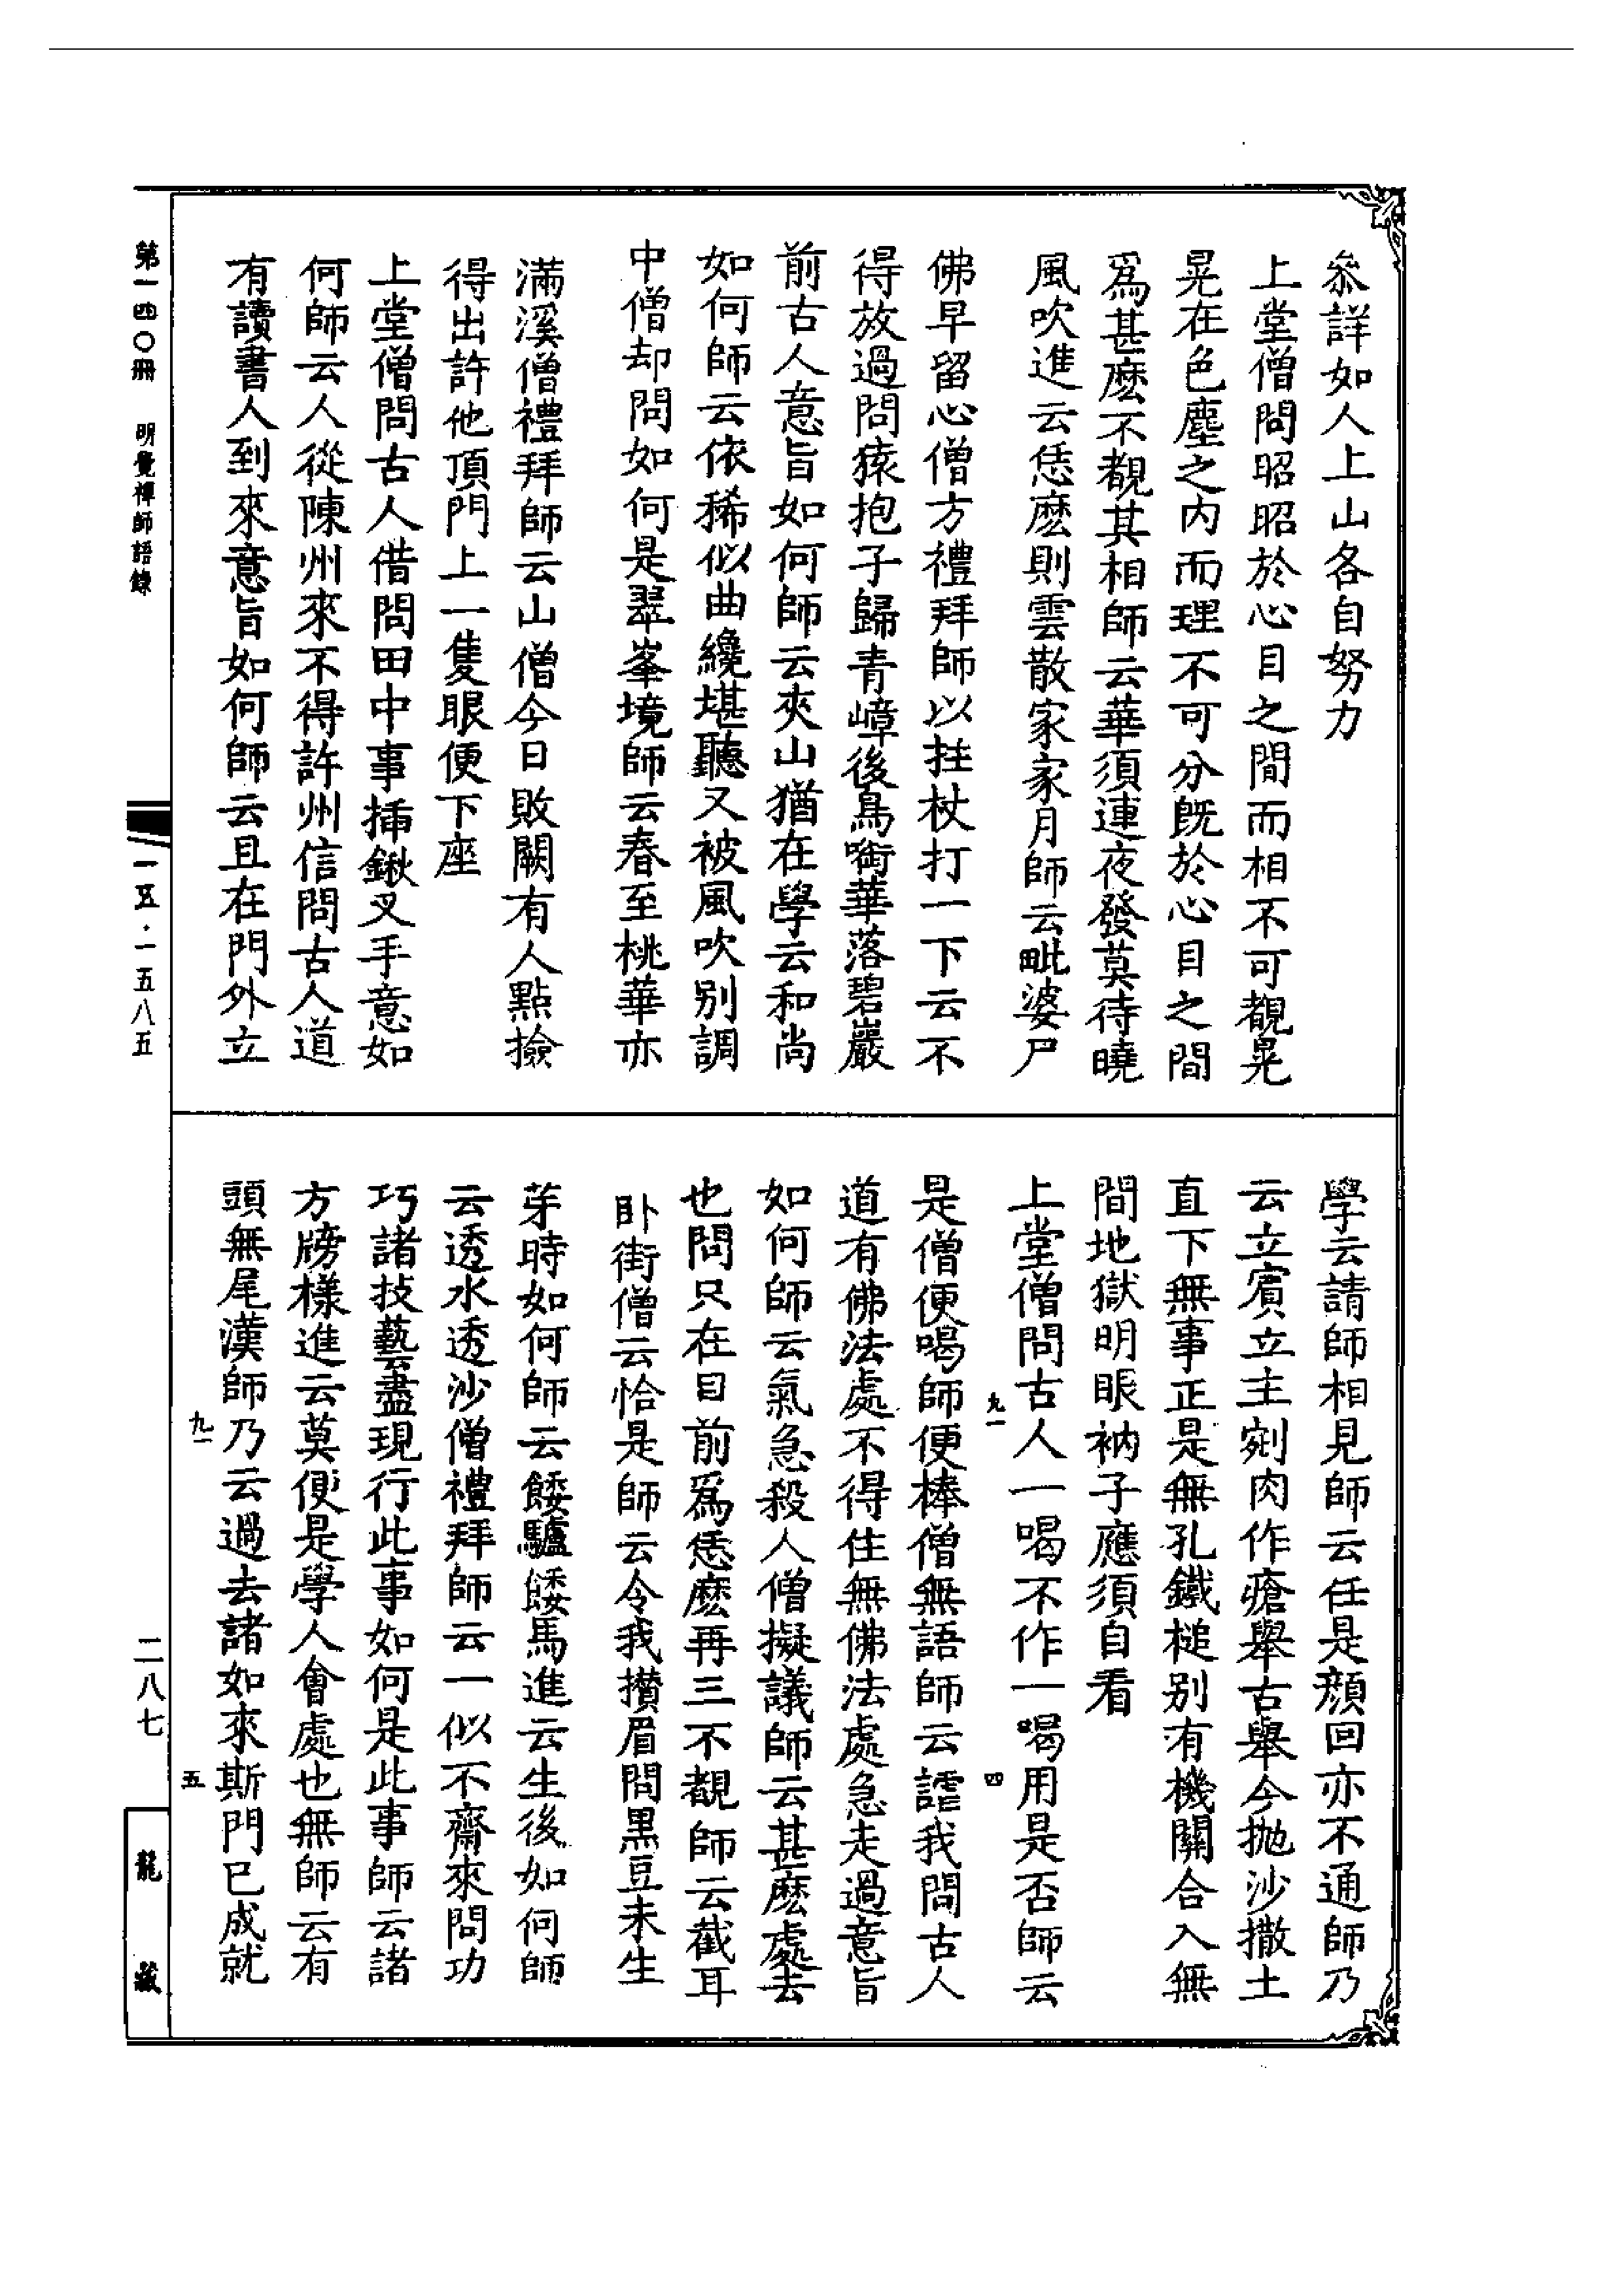 叅詳如人上山各自努力
上堂僧問昭昭於心目之間而相不可覩晃
晃在色塵之内而理不可分旣於心目之間
爲甚麽不覩其相師云華須連夜發莫待曉
風吹進云恁麽則雲散家家月師云毗婆尸
佛早留心僧方禮拜師以拄杖打一下云不
得放過問猿抱子歸青嶂後鳥㘅華落碧巖
前古人意旨如何師云夾山猶在學云和尚
如何師云依稀似曲纔堪聽又被風吹别調
中僧却問如何是翠峯境師云春至桃華亦
滿溪僧禮拜師云山僧今日敗闕有人點撿
得出許他頂門上一隻眼便下座
上堂僧問古人借問田中事揷鍬叉手意如
何師云人從陳州來不得許州信問古人道
有讀書人到來意旨如何師云且在門外立
學云請師相見師云任是顔回亦不通師乃
云立賓立主剜肉作瘡舉古舉今拋沙撒土
直下無事正是無孔鐵槌别有機關合入無
間地獄明眼衲子應須自看
上堂僧問古人一喝不作一喝用是否師云
是僧便喝師便棒僧無語師云謔我問古人
道有佛法處不得住無佛法處急走過意旨
如何師云氣急殺人僧擬議師云甚麽處去
也問只在目前爲恁麽再三不覩師云截耳
卧街僧云恰是師云令我攢眉問黑豆未生
芽時如何師云餧驢餧馬進云生後如何師
云透水透沙僧禮拜師云一似不齋來問功
巧諸技藝盡現行此事如何是此事師云諸
方牓樣進云莫便是學人會處也無師云有
頭無尾漢師乃云過去諸如來斯門已成就
第一四〇冊 明覺禪師語錄
一五·一五八五
二八七
龍藏
九一
四
九一
五